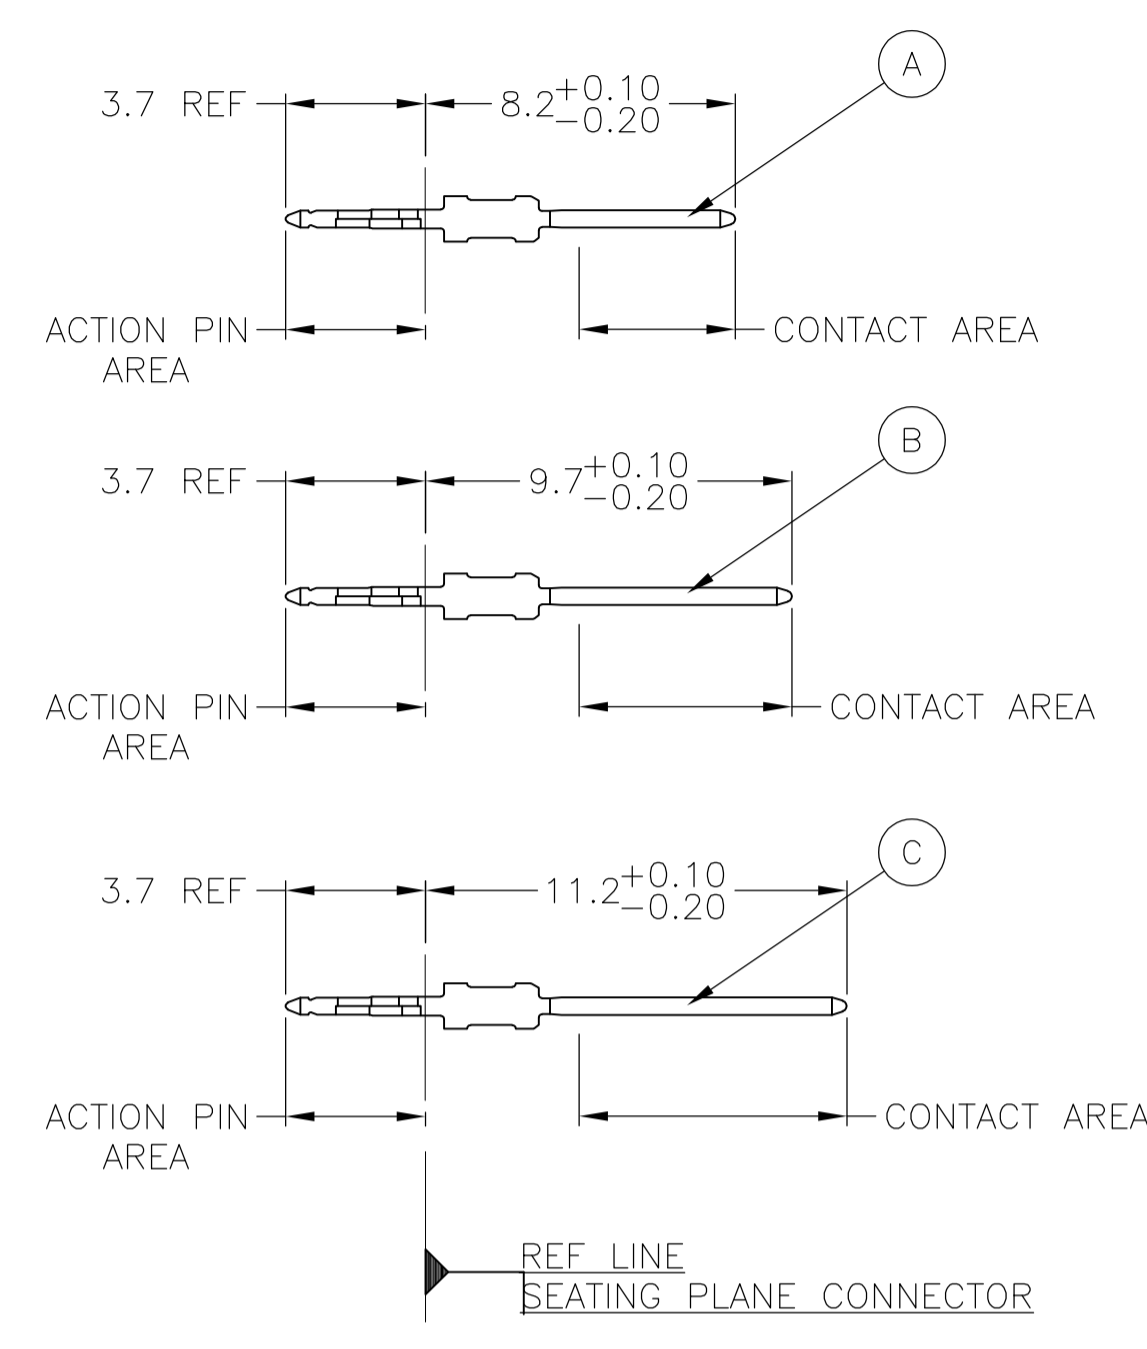 A
3.7 REF
8.2+0.10
-0.20
ACTION PIN
AREA
CONTACT AREA
B
3.7 REF
9.7+0.10
-0.20
ACTION PIN
AREA
CONTACT AREA
C
3.7 REF
11.2+0.10
-0.20
ACTION PIN
AREA
CONTACT AREA
REF LINE
SEATING PLANE CONNECTOR